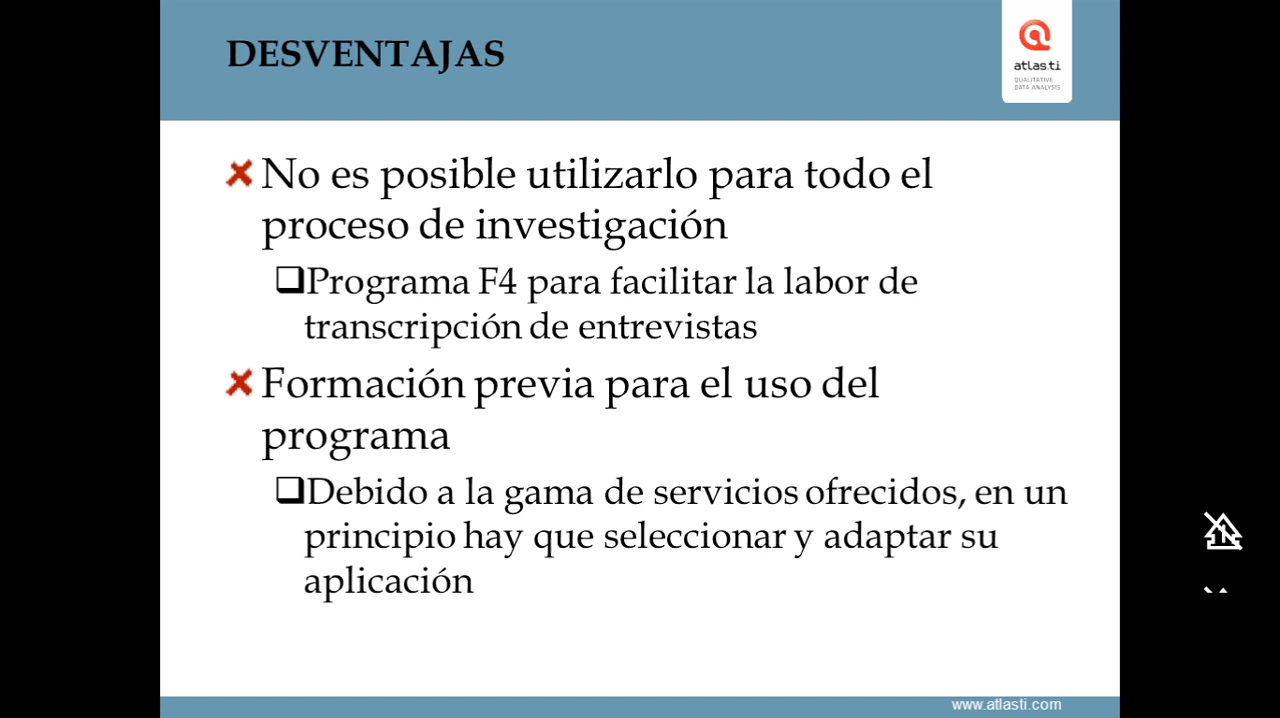 DESVENTAJAS
atlas.ti
QUALITATIVE
DATA ANALYSIS
No es posible utilizarlo para todo el
proceso de investigación
Programa F4 para facilitar la labor de
transcripción de entrevistas
Formación previa para el uso del
programa
Debido a la gama de servicios ofrecidos, en un
principio hay que seleccionar y adaptar su
aplicación
www.atlasti.com